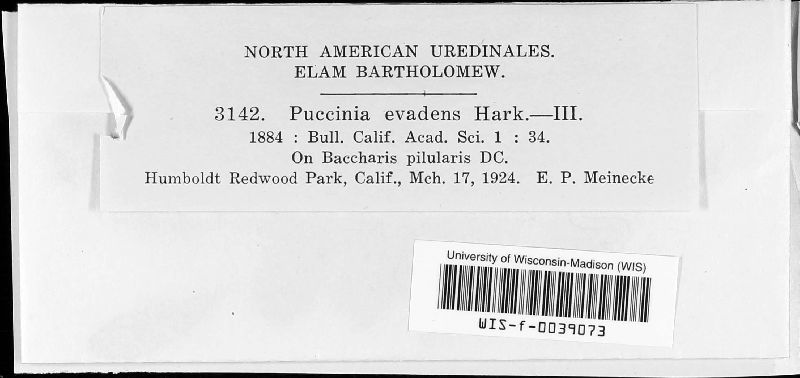 NORTH AMERICAN UREDINALES.
ELAM BARTHOLOMEW.
3142. Puccinia evadens Hark.—III.
1884 : Bull. Calif. Acad. Sci. 1 : 34.
On Baccharis pilularis DC.
Humboldt Redwood Park, Calif., Mch. 17, 1924. E. P. Meinecke
University of Wisconsin-Madison (WIS)
WIS-f-0039073